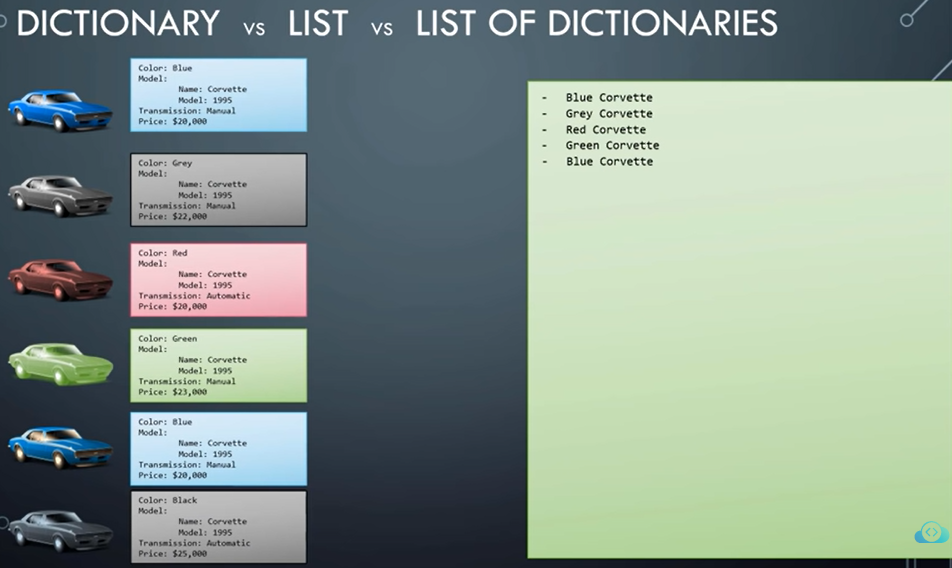 DICTIONARY vs LIST vs LIST OF DICTIONARIES
Color: Blue
Model:
Name: Corvette
Model: 1995
Transmission: Manual
Price: $20,000
Color: Grey
Model:
Name: Corvette
Model: 1995
Transmission: Manual
Price: $22,000
Color: Red
Model:
Name: Corvette
Model: 1995
Transmission: Automatic
Price: $20,000
Color: Green
Model:
Name: Corvette
Model: 1995
Transmission: Manual
Price: $23,000
Color: Blue
Model:
Name: Corvette
Model: 1995
Transmission: Manual
Price: $20,000
Color: Black
Model:
Name: Corvette
Model: 1995
Transmission: Automatic
Price: $25,000
- Blue Corvette
- Grey Corvette
- Red Corvette
- Green Corvette
- Blue Corvette